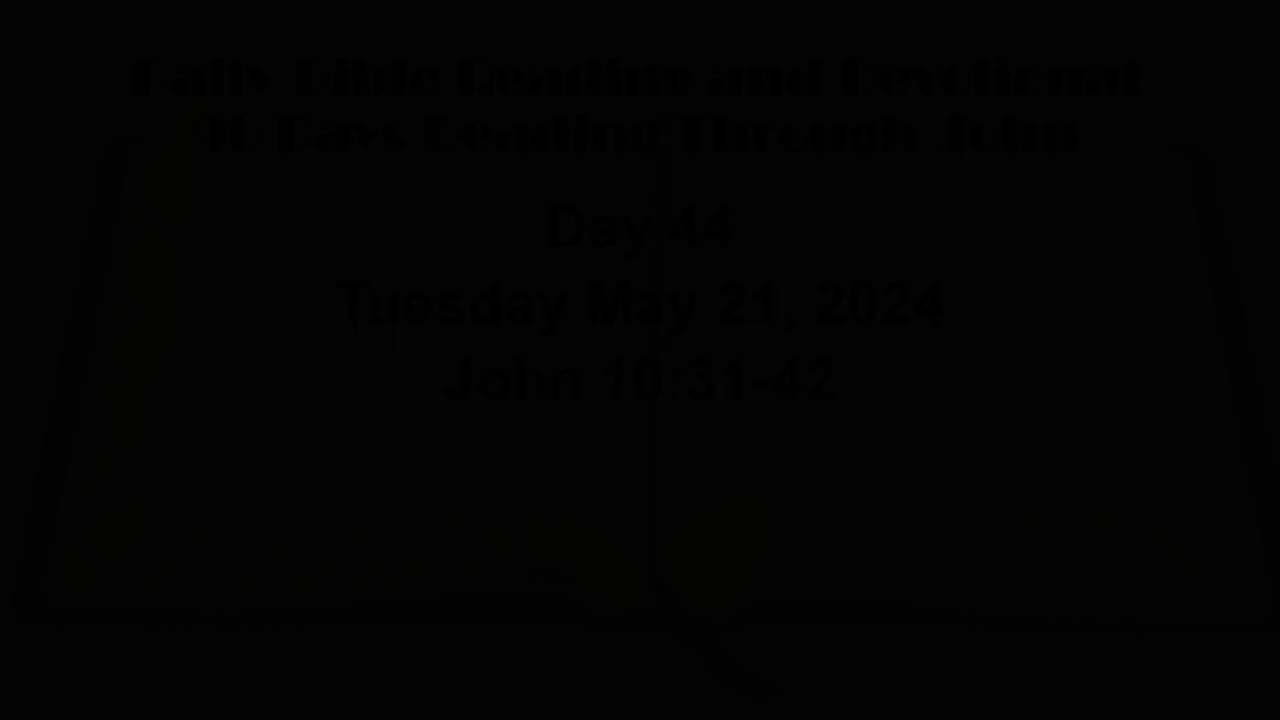 Daily Bible Reading and Devotional
90 Days Reading Through John
Day 44
Tuesday May 21, 2024
John 10:31-42